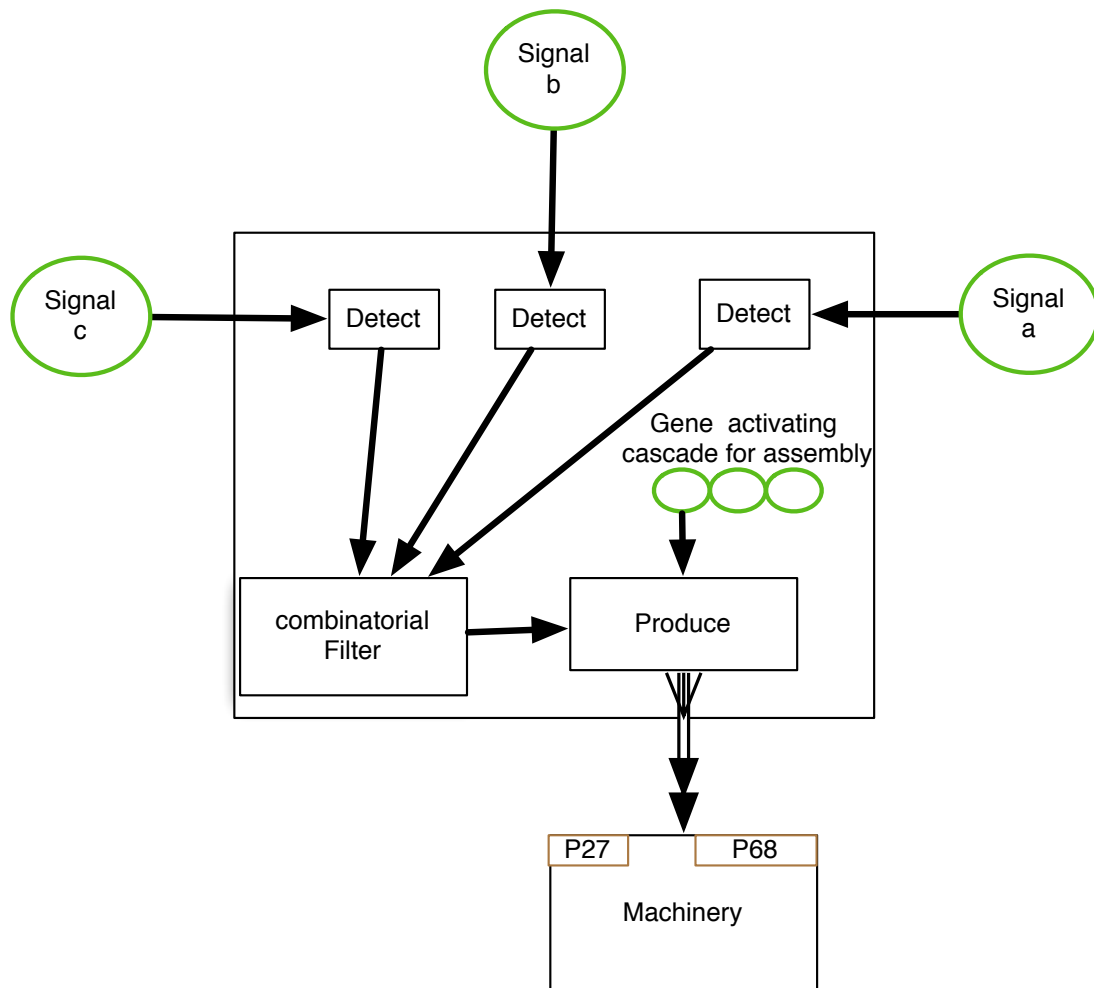 Signal
b
Signal
c
Detect
Detect
Detect
Signal
a
Gene activating
cascade for assembly
combinatorial
Filter
Produce
P27
P68
Machinery